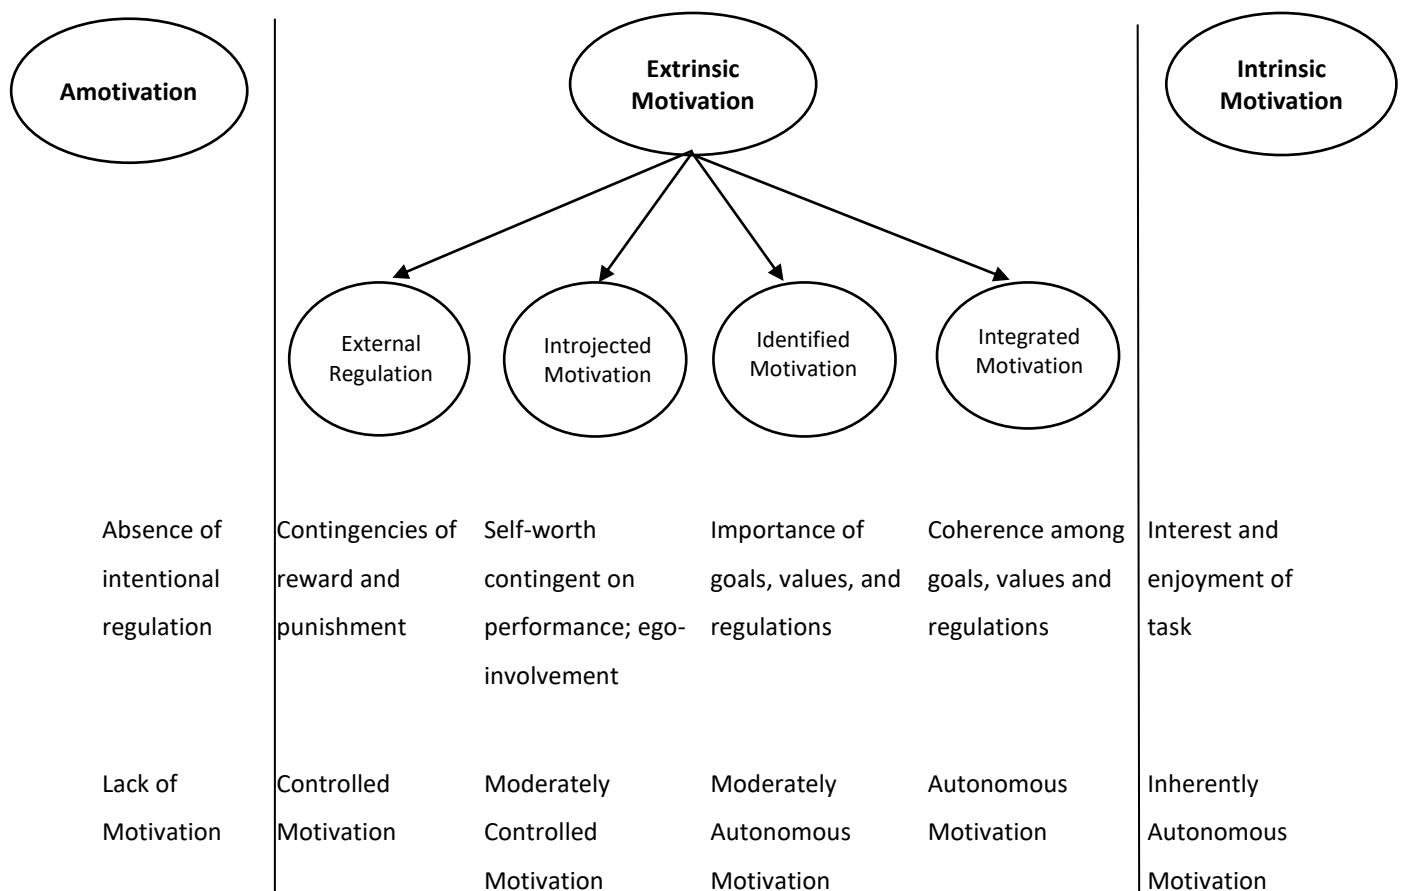 Amotivation
Extrinsic
Motivation
Intrinsic
Motivation
External
Regulation
Introjected
Motivation
Identified
Motivation
Integrated
Motivation
Absence of
intentional
regulation
Contingencies of
reward and
punishment
Self-worth
contingent on
performance; ego-
involvement
Importance of
goals, values, and
regulations
Coherence among
goals, values and
regulations
Interest and
enjoyment of
task
Lack of
Motivation
Controlled
Motivation
Moderately
Controlled
Motivation
Moderately
Autonomous
Motivation
Autonomous
Motivation
Inherently
Autonomous
Motivation